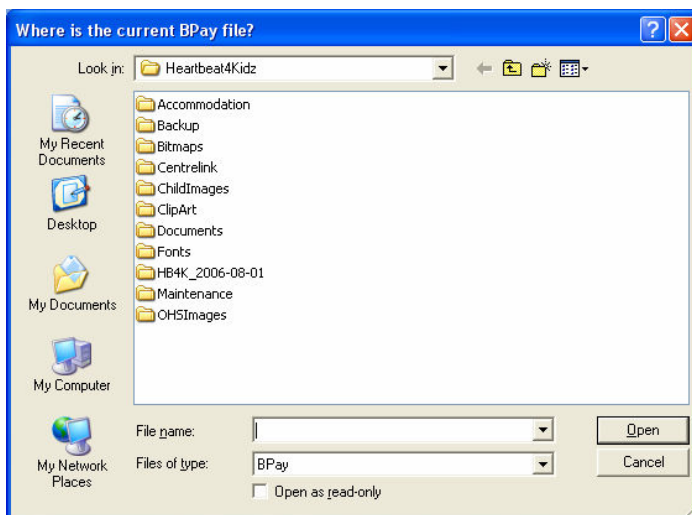 Where is the current BPay file?
Look in: Heartbeat4Kidz
My Recent
Documents
Desktop
My Documents
My Computer
My Network
Places
Accommodation
Backup
Bitmaps
Centrelink
ChildImages
ClipArt
Documents
Fonts
HB4K_2006-08-01
Maintenance
OHSImages
File name:
Open
Files of type: BPay
Cancel
Open as read-only